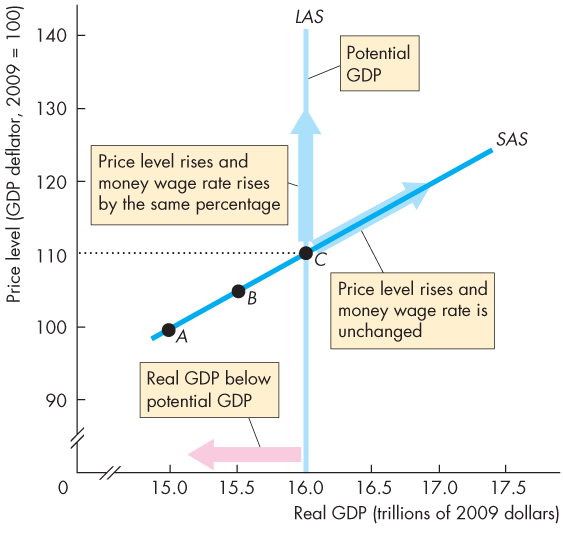 Price level (GDP deflator, 2009 = 100)
140
130
120
110
100
90
0
LAS
Potential
GDP
SAS
Price level rises and
money wage rate rises
by the same percentage
C
B
A
Price level rises and
money wage rate is
unchanged
Real GDP below
potential GDP
15.0
15.5
16.0
16.5
17.0
17.5
Real GDP (trillions of 2009 dollars)